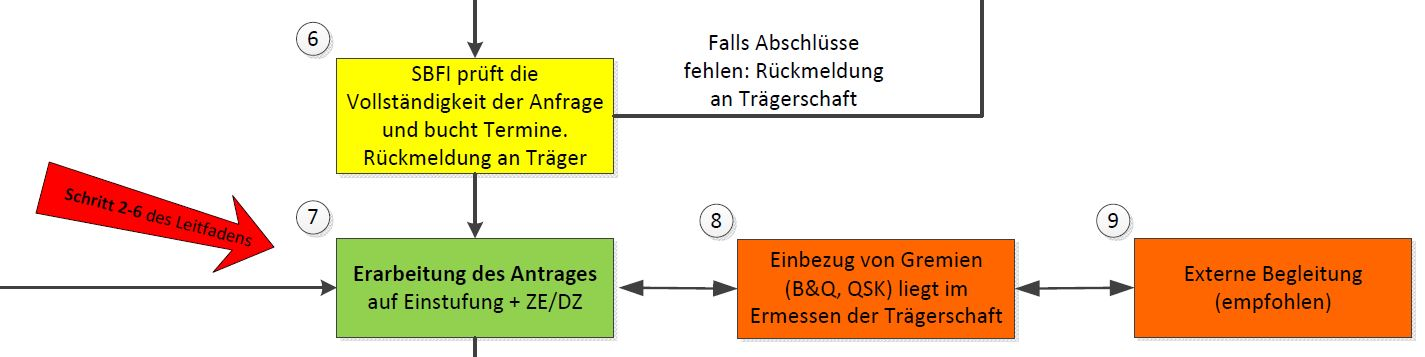 6
SBFI prüft die
Vollständigkeit der Anfrage
und bucht Termine.
Rückmeldung an Träger
Falls Abschlüsse
fehlen: Rückmeldung
an Trägerschaft
Schritt 2-6 des Leitfadens
7
Erarbeitung des Antrages
auf Einstufung + ZE/DZ
8
Einbezug von Gremien
(B&Q, QSK) liegt im
Ermessen der Trägerschaft
9
Externe Begleitung
(empfohlen)